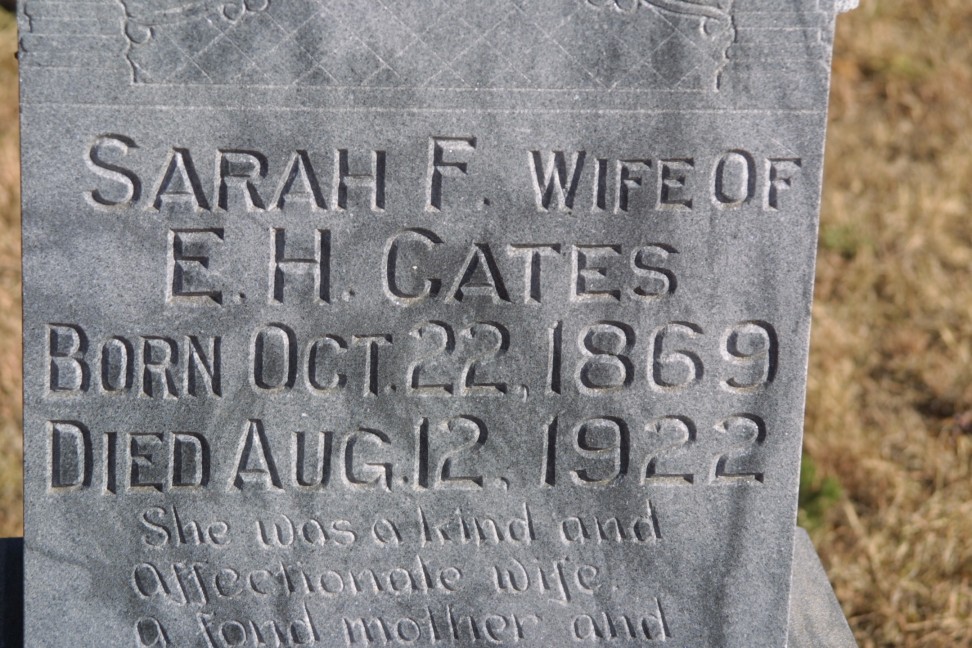 SARAH F. WIFE OF
E. H. CATES
BORN OCT. 22, 1869
DIED AUG. 12, 1922
She was a kind and
affectionate wife,
a fond mother and